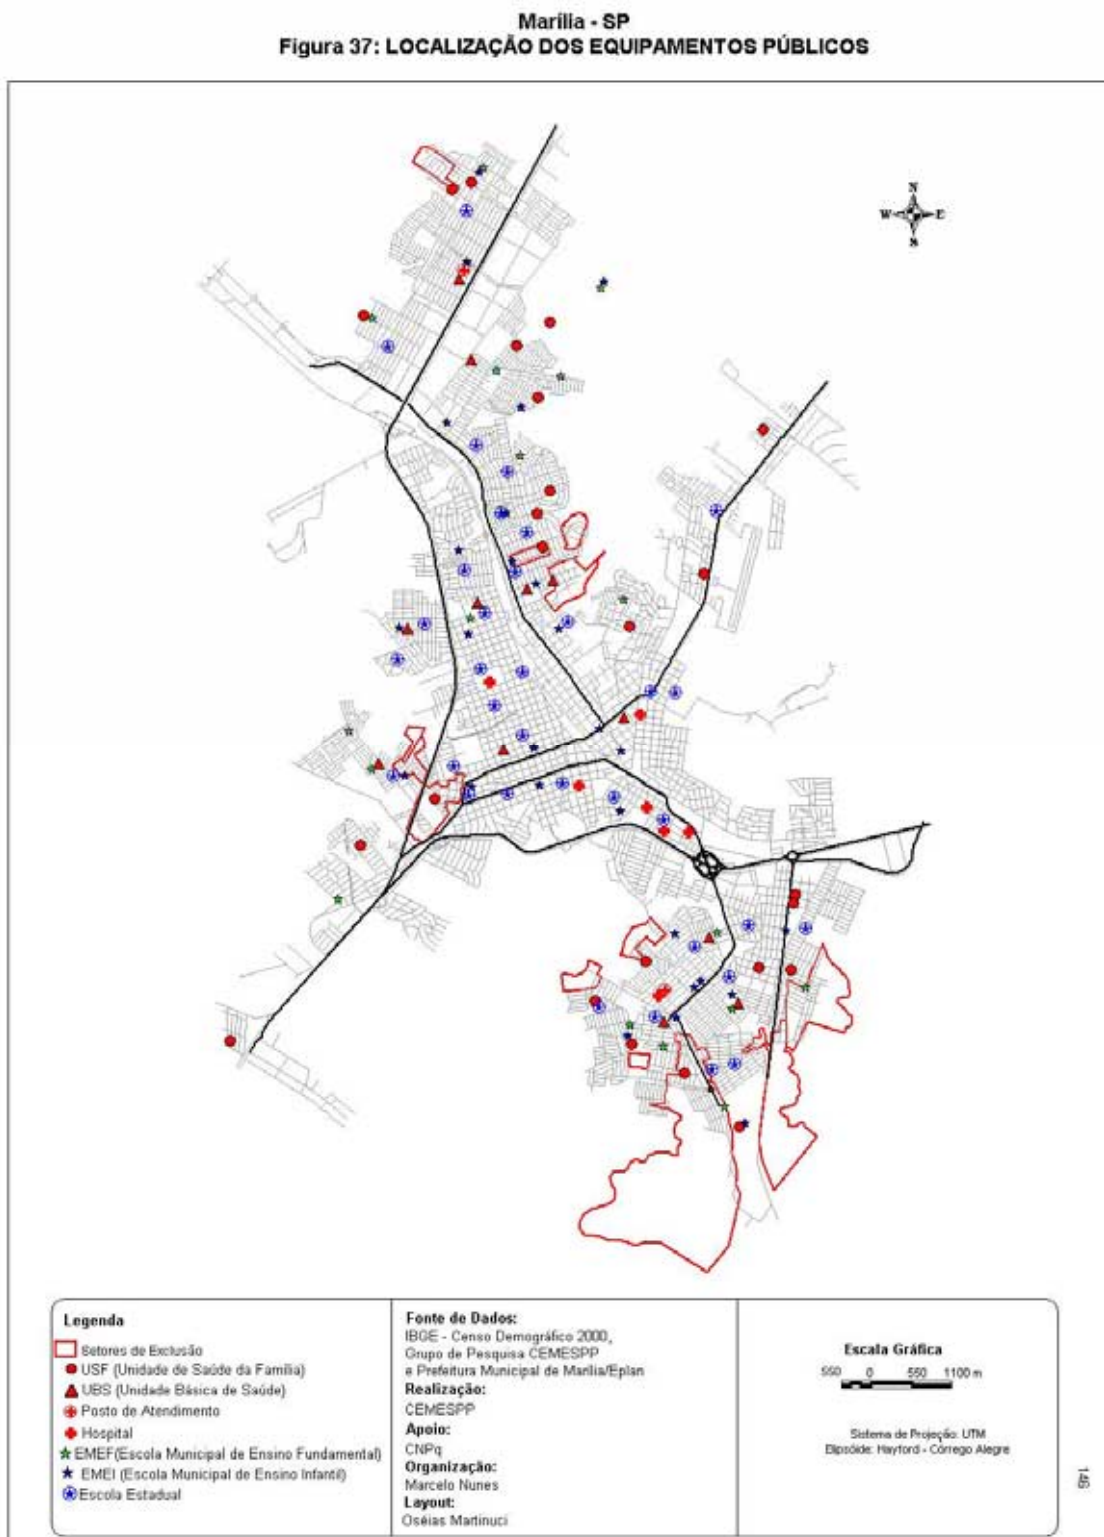 Marília - SP
Figura 37: LOCALIZAÇÃO DOS EQUIPAMENTOS PÚBLICOS
N
W E
S
Legenda
Setores de Exclusão
USF (Unidade de Saúde da Família)
UBS (Unidade Básica de Saúde)
Posto de Atendimento
Hospital
EMEF(Escola Municipal de Ensino Fundamental)
EMEI (Escola Municipal de Ensino Infantil)
Escola Estadual
Fonte de Dados:
IBGE - Censo Demográfico 2000,
Grupo de Pesquisa CEMESPP
e Prefeitura Municipal de Marília/Eplan
Realização:
CEMESPP
Apoio:
CNPq
Organização:
Marcelo Nunes
Layout:
Oséias Martinuci
Escala Gráfica
550 0 550 1100 m
Sistema de Projeção: UTM
Elipsóide: Hayford - Córrego Alegre
146